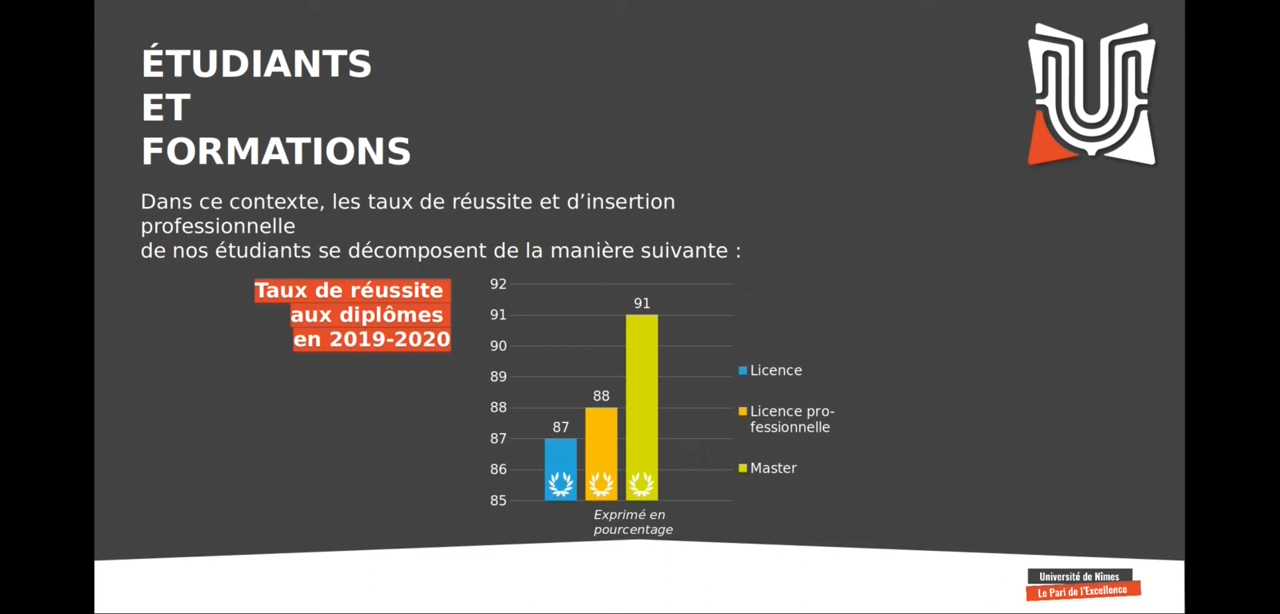 ÉTUDIANTS
ET
FORMATIONS
Dans ce contexte, les taux de réussite et d’insertion
professionnelle
de nos étudiants se décomposent de la manière suivante :
Taux de réussite
aux diplômes
en 2019-2020
92
91
90
89
88
87
86
85
87
88
91
Exprimé en
pourcentage
Licence
Licence pro-
fessionnelle
Master
Université de Nîmes
Le Pari de l'Excellence